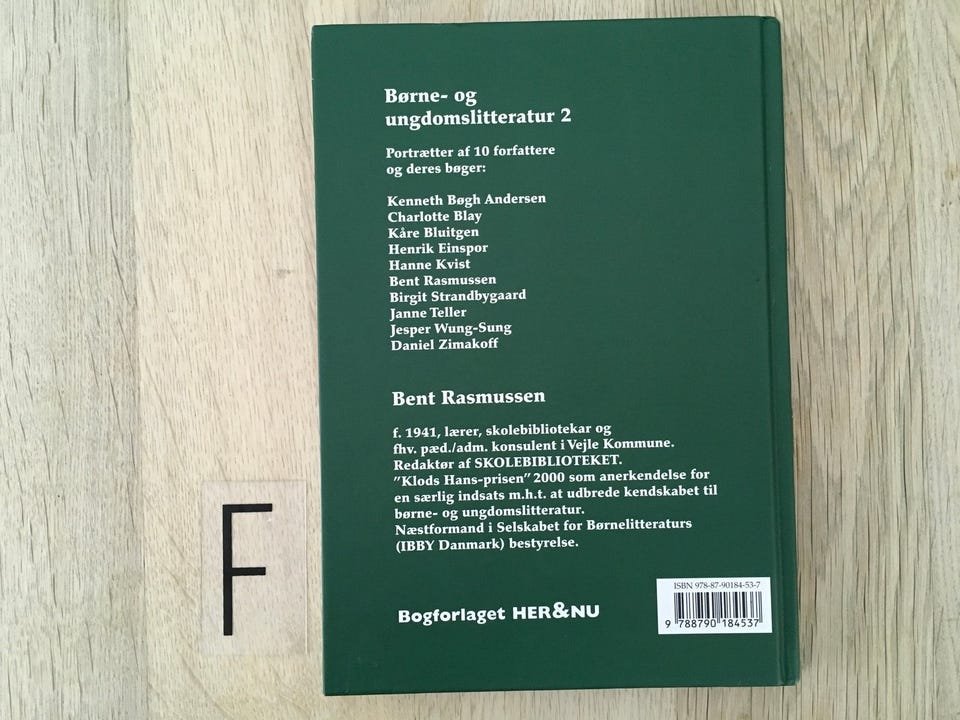 Børne- og
ungdomslitteratur 2
Portrætter af 10 forfattere
og deres bøger:
Kenneth Bøgh Andersen
Charlotte Blay
Kåre Bluitgen
Henrik Einspor
Hanne Kvist
Bent Rasmussen
Birgit Strandbygaard
Janne Teller
Jesper Wung-Sung
Daniel Zimakoff
Bent Rasmussen
f. 1941, lærer, skolebibliotekar og
fhv. pæd./adm. konsulent i Vejle Kommune.
Redaktør af SKOLEBIBLIOTEKET.
”Klods Hans-prisen” 2000 som anerkendelse for
en særlig indsats m.h.t. at udbrede kendskabet til
børne- og ungdomslitteratur.
Næstformand i Selskabet for Børnelitteraturs
(IBBY Danmark) bestyrelse.
Bogforlaget HER&NU
ISBN 978-87-90184-53-7
9 788790 184537
F